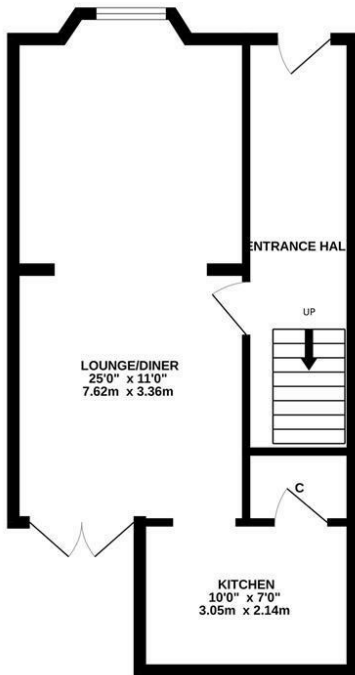 ENTRANCE HAL
UP
LOUNGE/DINER
25'0" x 11'0"
7.62m x 3.36m
C
KITCHEN
10'0" x 7'0"
3.05m x 2.14m